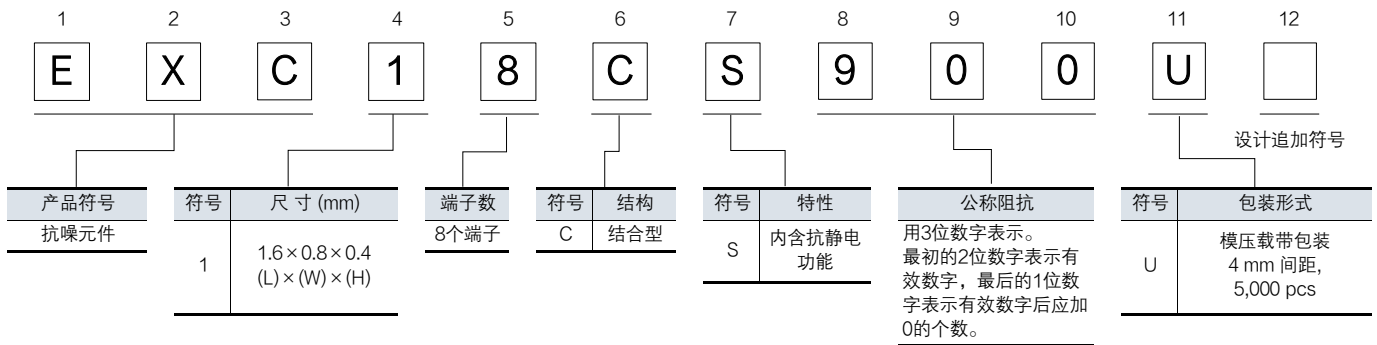 1 2 3 4 5 6 7 8 9 10 11 12
E X C 1 8 C S 9 0 0 U
设计追加符号
产品符号
抗噪元件
符号 尺 寸 (mm)
1 1.6×0.8×0.4
(L)×(W)×(H)
端子数
8个端子
符号 结构
C 结合型
符号 特性
S 内含抗静电
功能
公称阻抗
用3位数字表示。
最初的2位数字表示有
效数字，最后的1位数
字表示有效数字后应加
0的个数。
符号 包装形式
U 模压载带包装
4 mm 间距,
5,000 pcs